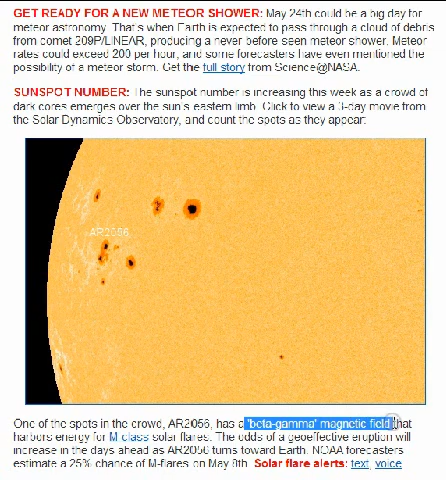 GET READY FOR A NEW METEOR SHOWER: May 24th could be a big day for
meteor astronomy. That's when Earth is expected to pass through a cloud of debris
from comet 209P/LINEAR, producing a never before seen meteor shower. Meteor
rates could exceed 200 per hour, and some forecasters have even mentioned the
possibility of a meteor storm. Get the full story from Science@NASA.
SUNSPOT NUMBER: The sunspot number is increasing this week as a crowd of
dark cores emerges over the sun's eastern limb. Click to view a 3-day movie from
the Solar Dynamics Observatory, and count the spots as they appear:
AR2056
One of the spots in the crowd, AR2056, has a 'beta-gamma' magnetic field that
harbors energy for M-class solar flares. The odds of a geoeffective eruption will
increase in the days ahead as AR2056 turns toward Earth. NOAA forecasters
estimate a 25% chance of M-flares on May 8th. Solar flare alerts: text, voice